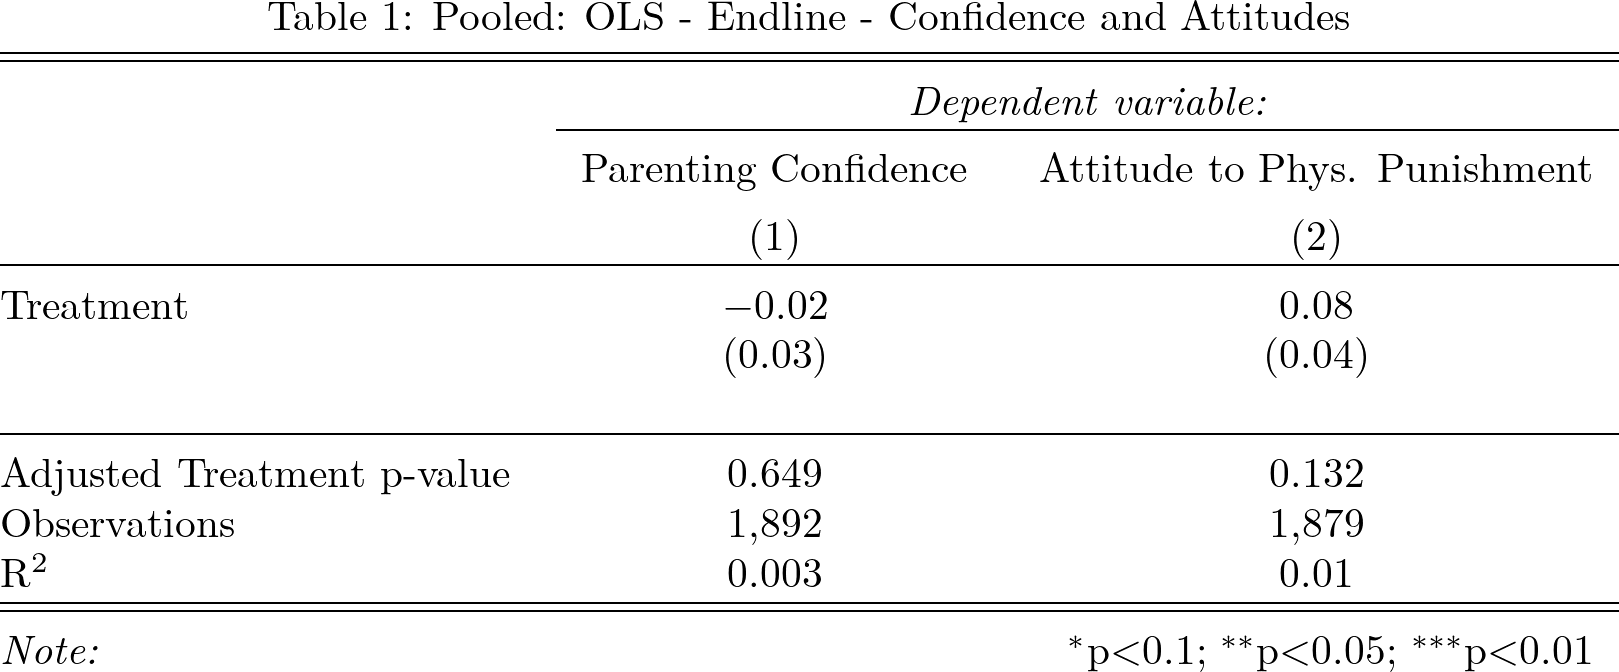 Table 1: Pooled: OLS - Endline - Confidence and Attitudes
Dependent variable:
Parenting Confidence Attitude to Phys. Punishment
(1) (2)
Treatment −0.02 0.08
(0.03) (0.04)
Adjusted Treatment p-value 0.649 0.132
Observations 1,892 1,879
R² 0.003 0.01
Note: *p<0.1; **p<0.05; ***p<0.01